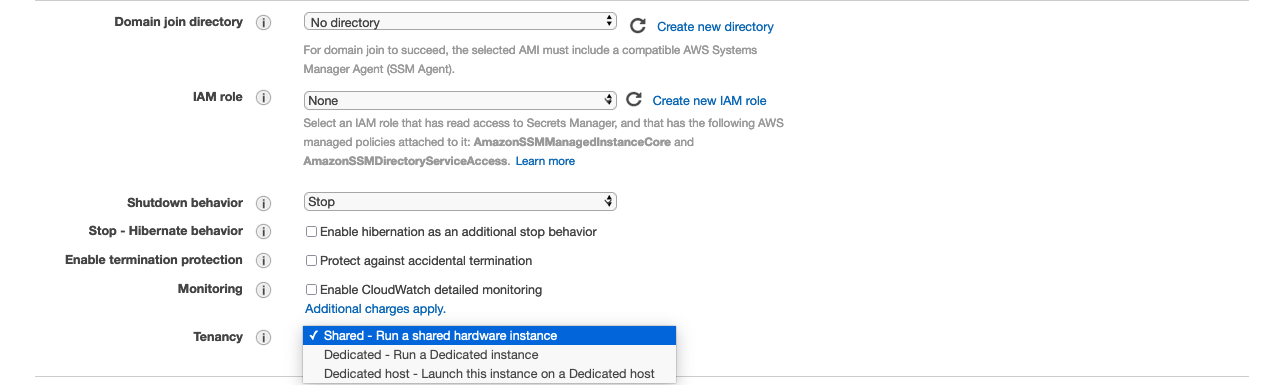 Domain join directory
No directory
Create new directory
For domain join to succeed, the selected AMI must include a compatible AWS Systems
Manager Agent (SSM Agent).
IAM role
None
Create new IAM role
Select an IAM role that has read access to Secrets Manager, and that has the following AWS
managed policies attached to it: AmazonSSMManagedInstanceCore and
AmazonSSMDirectoryServiceAccess. Learn more
Shutdown behavior
Stop
Stop - Hibernate behavior
Enable hibernation as an additional stop behavior
Enable termination protection
Protect against accidental termination
Monitoring
Enable CloudWatch detailed monitoring
Additional charges apply.
Tenancy
Shared - Run a shared hardware instance
Dedicated - Run a Dedicated instance
Dedicated host - Launch this instance on a Dedicated host